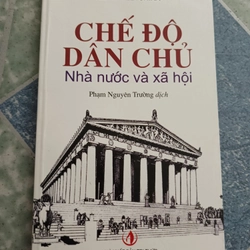 CHẾ ĐỘ
DÂN CHỦ
Nhà nước và xã hội
Phạm Nguyên Trường dịch